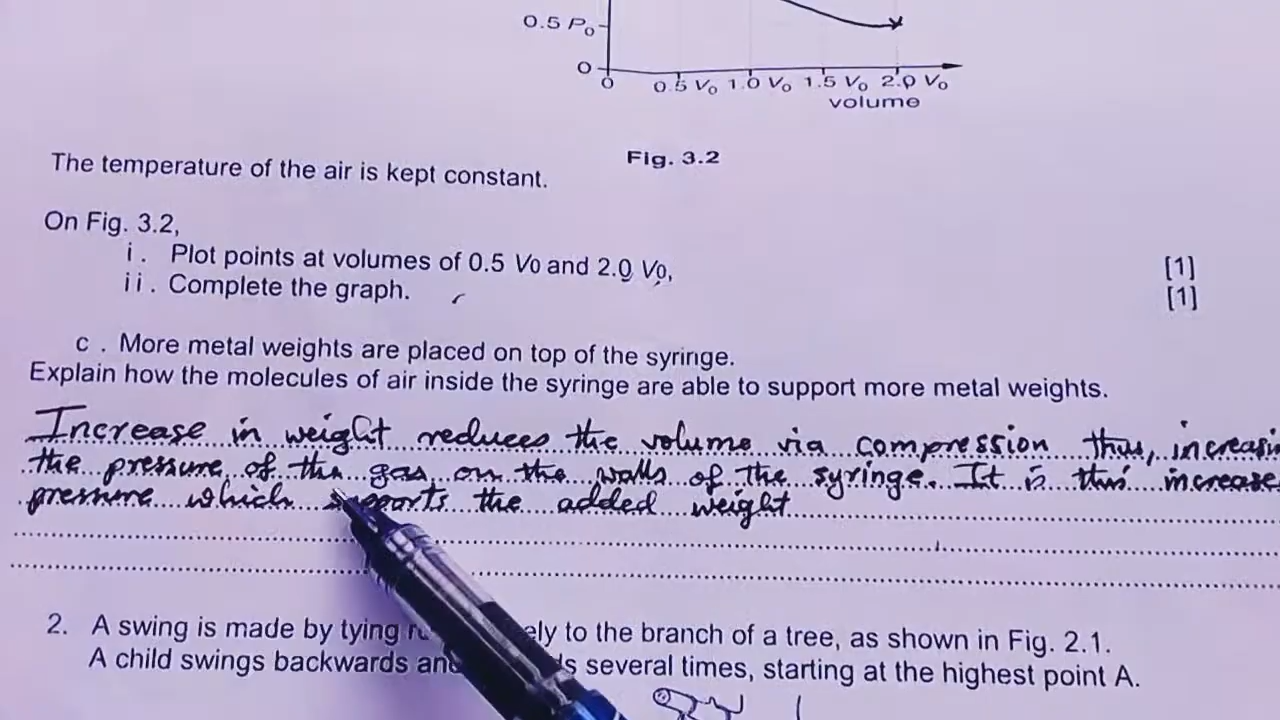 0.5 P₀
0
0 0.5 V₀ 1.0 V₀ 1.5 V₀ 2.0 V₀
volume
Fig. 3.2
The temperature of the air is kept constant.
On Fig. 3.2,
i. Plot points at volumes of 0.5 V0 and 2.0 V0, [1]
ii. Complete the graph. [1]
c. More metal weights are placed on top of the syringe.
Explain how the molecules of air inside the syringe are able to support more metal weights.
Increase in weight reduces the volume via compression thus, increasin
the pressure of the gas on the walls of the syringe. It is this increase
pressure which supports the added weight
2. A swing is made by tying ely to the branch of a tree, as shown in Fig. 2.1.
A child swings backwards and ds several times, starting at the highest point A.